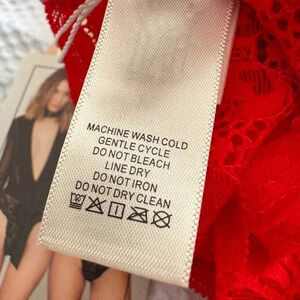 MACHINE WASH COLD
GENTLE CYCLE
DO NOT BLEACH
LINE DRY
DO NOT IRON
DO NOT DRY CLEAN